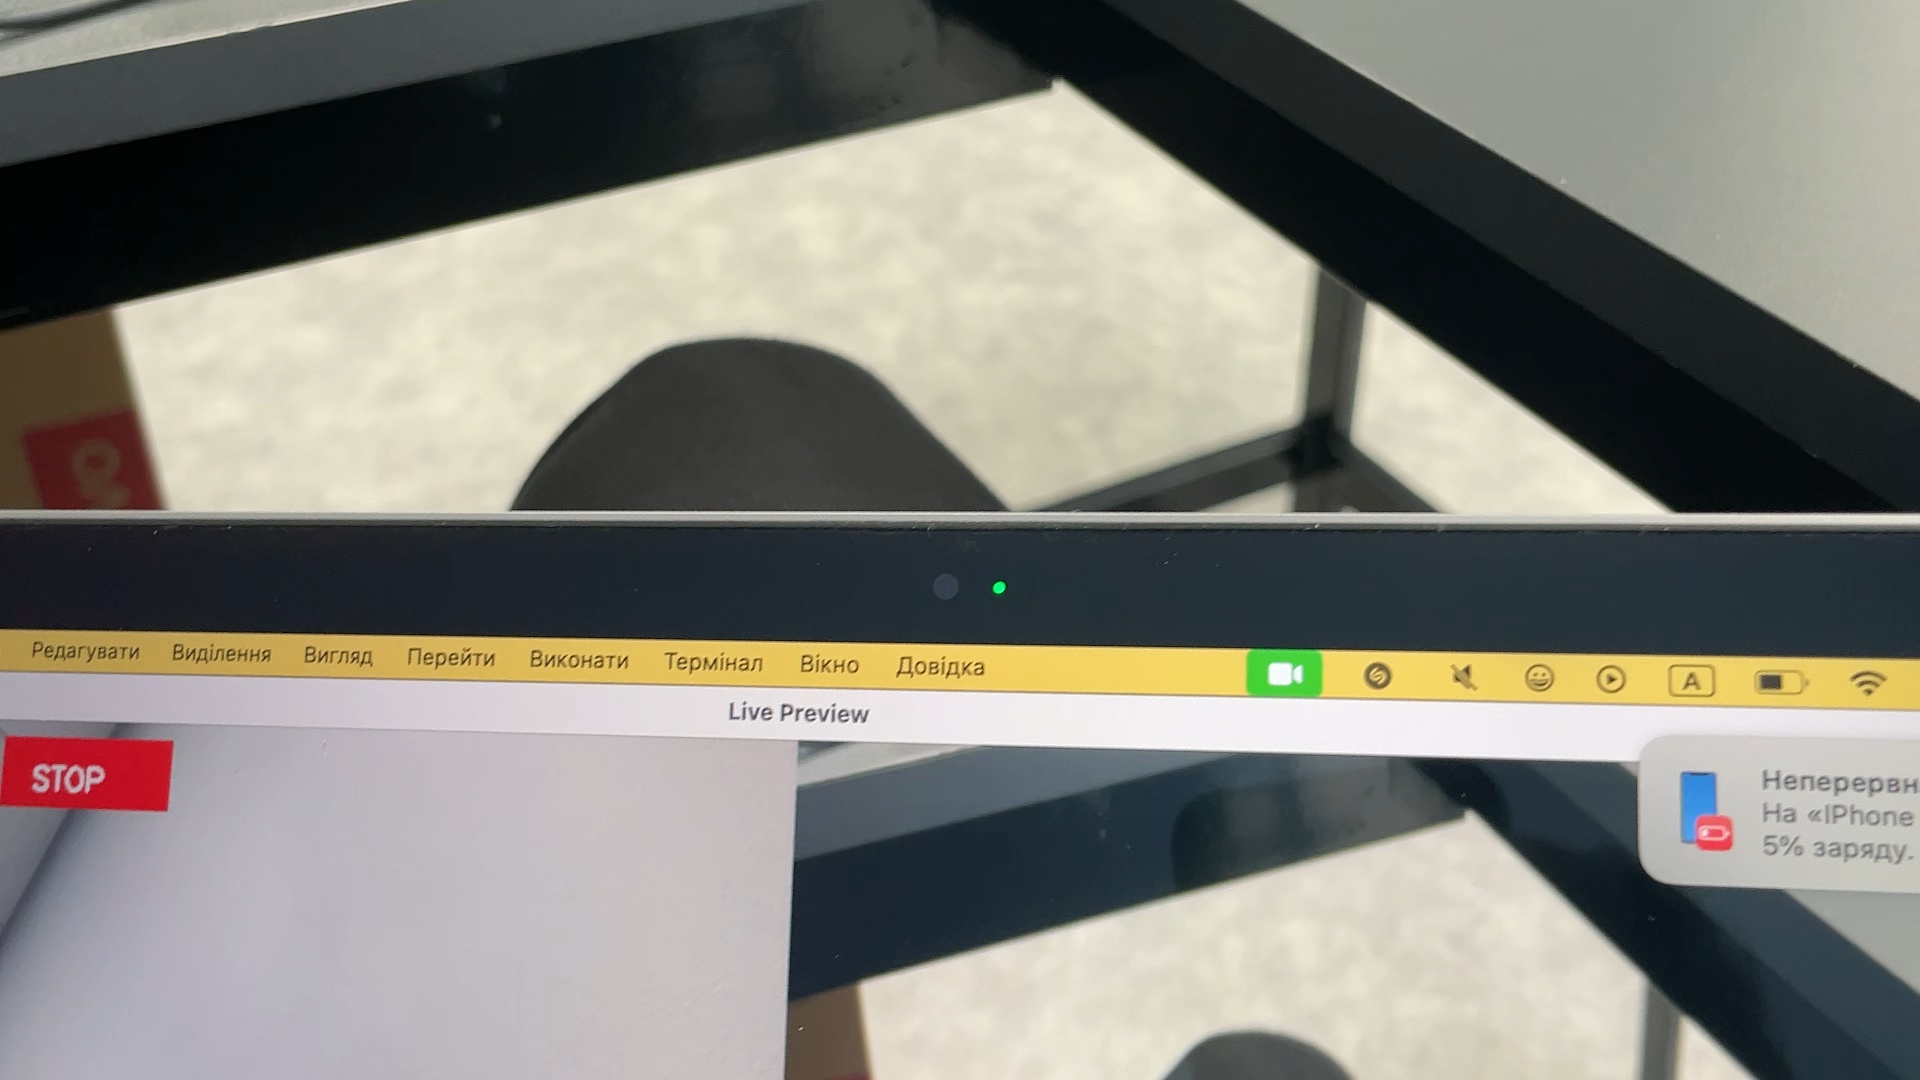 Редагувати Виділення Вигляд Перейти Виконати Термінал Вікно Довідка A
Live Preview
STOP
Неперервн
На «IPhone
5% заряду.